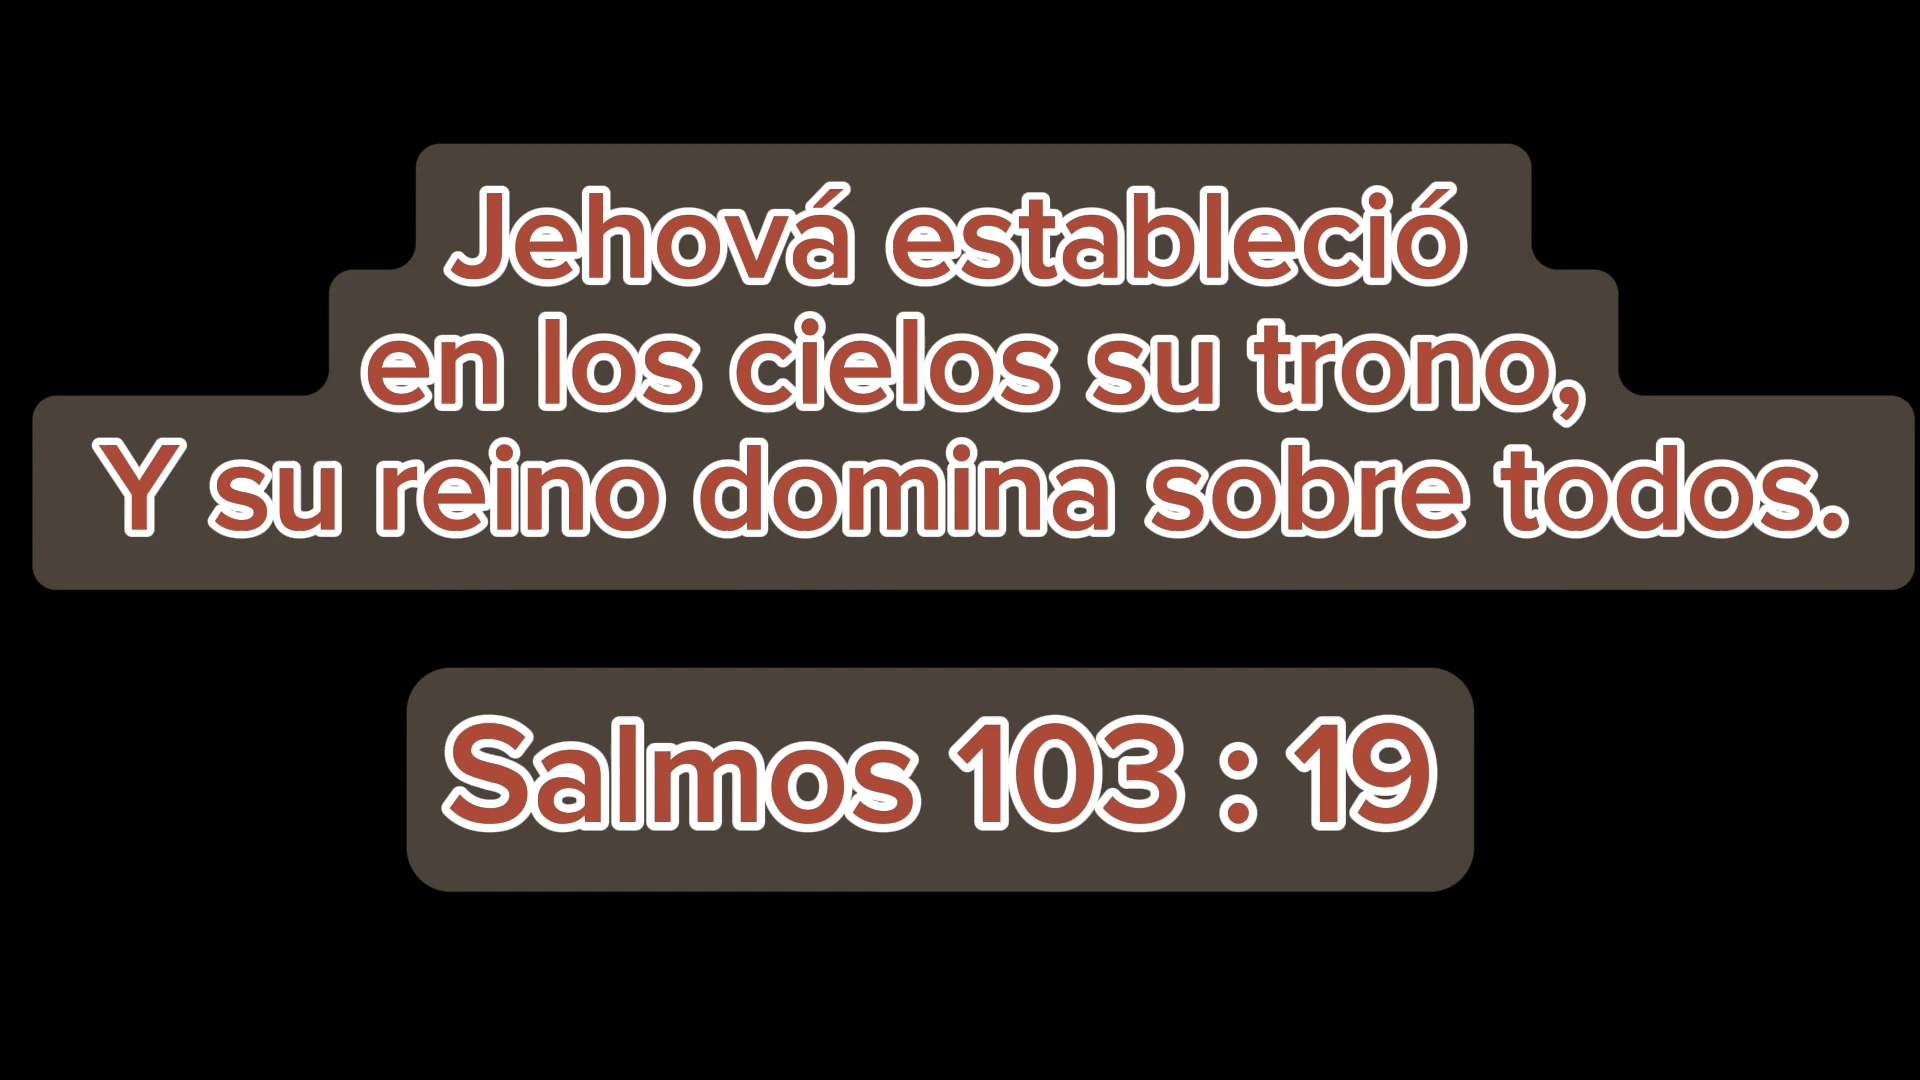 Jehová estableció
en los cielos su trono,
Y su reino domina sobre todos.
Salmos 103 : 19